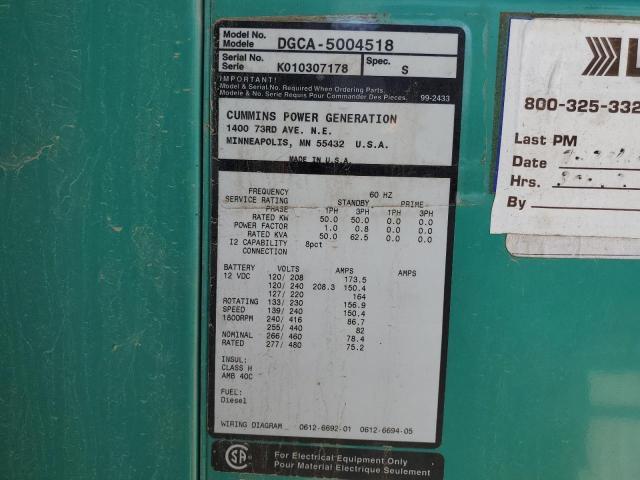 Model No.
Modele DGCA-5004518
Serial No.
Serie K010307178 Spec. S
IMPORTANT!
Model & Serial No. Required When Ordering Parts.
Modele & No Serie Requis Pour Commander Des Pieces. 99-2433
CUMMINS POWER GENERATION
1400 73RD AVE. N.E.
MINNEAPOLIS, MN 55432 U.S.A.
MADE IN U.S.A.
FREQUENCY 60 HZ
SERVICE RATING STANDBY PRIME
PHASE 1PH 3PH 1PH 3PH
RATED KW 50.0 50.0 0.0 0.0
POWER FACTOR 1.0 0.8 0.0 0.0
RATED KVA 50.0 62.5 0.0 0.0
I2 CAPABILITY 8pct
CONNECTION
BATTERY VOLTS AMPS AMPS
12 VDC 120/ 208 173.5
120/ 240 208.3 150.4
127/ 220 164
ROTATING 133/ 230 156.9
SPEED 139/ 240 150.4
1800RPM 240/ 416 86.7
255/ 440 82
NOMINAL 266/ 460 78.4
RATED 277/ 480 75.2
INSUL:
CLASS H
AMB 40C
FUEL:
Diesel
WIRING DIAGRAM 0612-6692-01 0612-6694-05
For Electrical Equipment Only
Pour Material Electrique Seulement
800-325-332
Last PM
Date
Hrs.
By